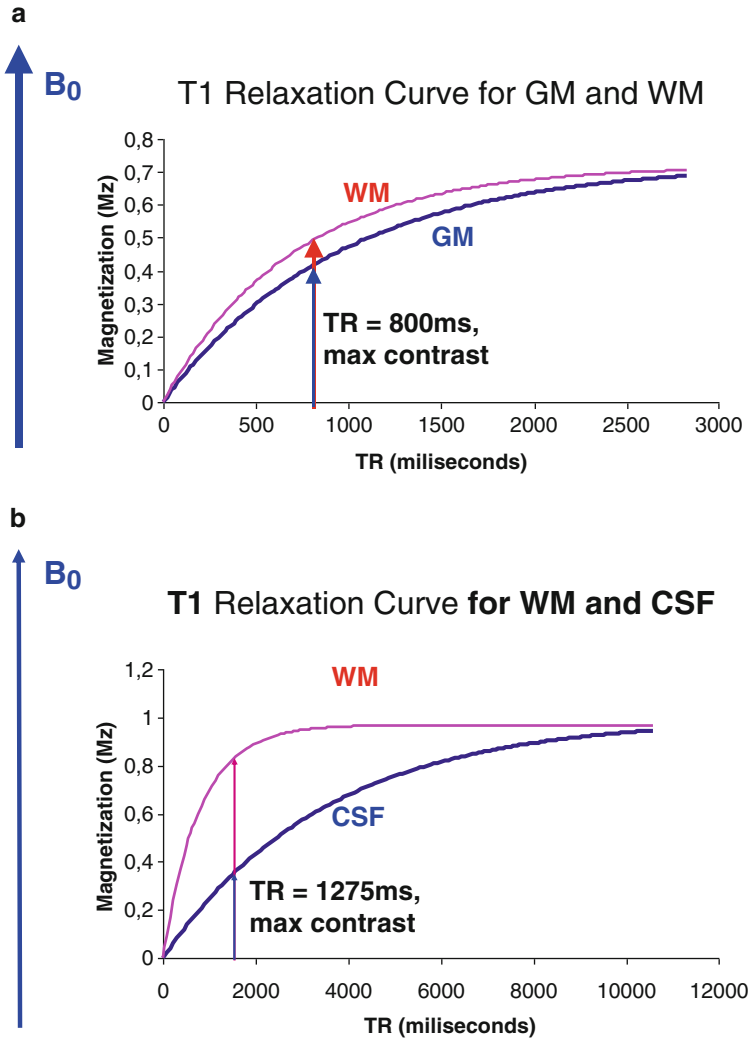 a
B0
T1 Relaxation Curve for GM and WM
0,8
0,7
0,6
0,5
0,4
0,3
0,2
0,1
0
Magnetization (Mz)
WM
GM
TR = 800ms,
max contrast
0 500 1000 1500 2000 2500 3000
TR (miliseconds)
b
B0
T1 Relaxation Curve for WM and CSF
1,2
1
0,8
0,6
0,4
0,2
0
Magnetization (Mz)
WM
CSF
TR = 1275ms,
max contrast
0 2000 4000 6000 8000 10000 12000
TR (miliseconds)